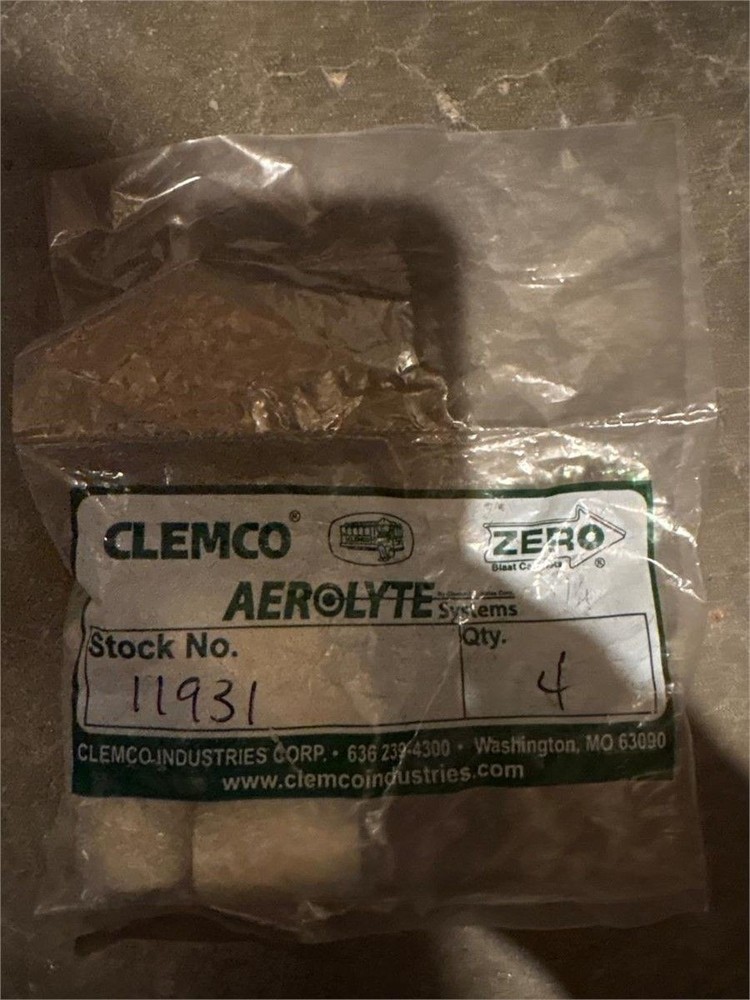 CLEMCO®
ZERO®
Blast
AEROLYTE Systems
Stock No. Qty.
11931 4
CLEMCO INDUSTRIES CORP. • 636 239-4300 • Washington, MO 63090
www.clemcoindustries.com